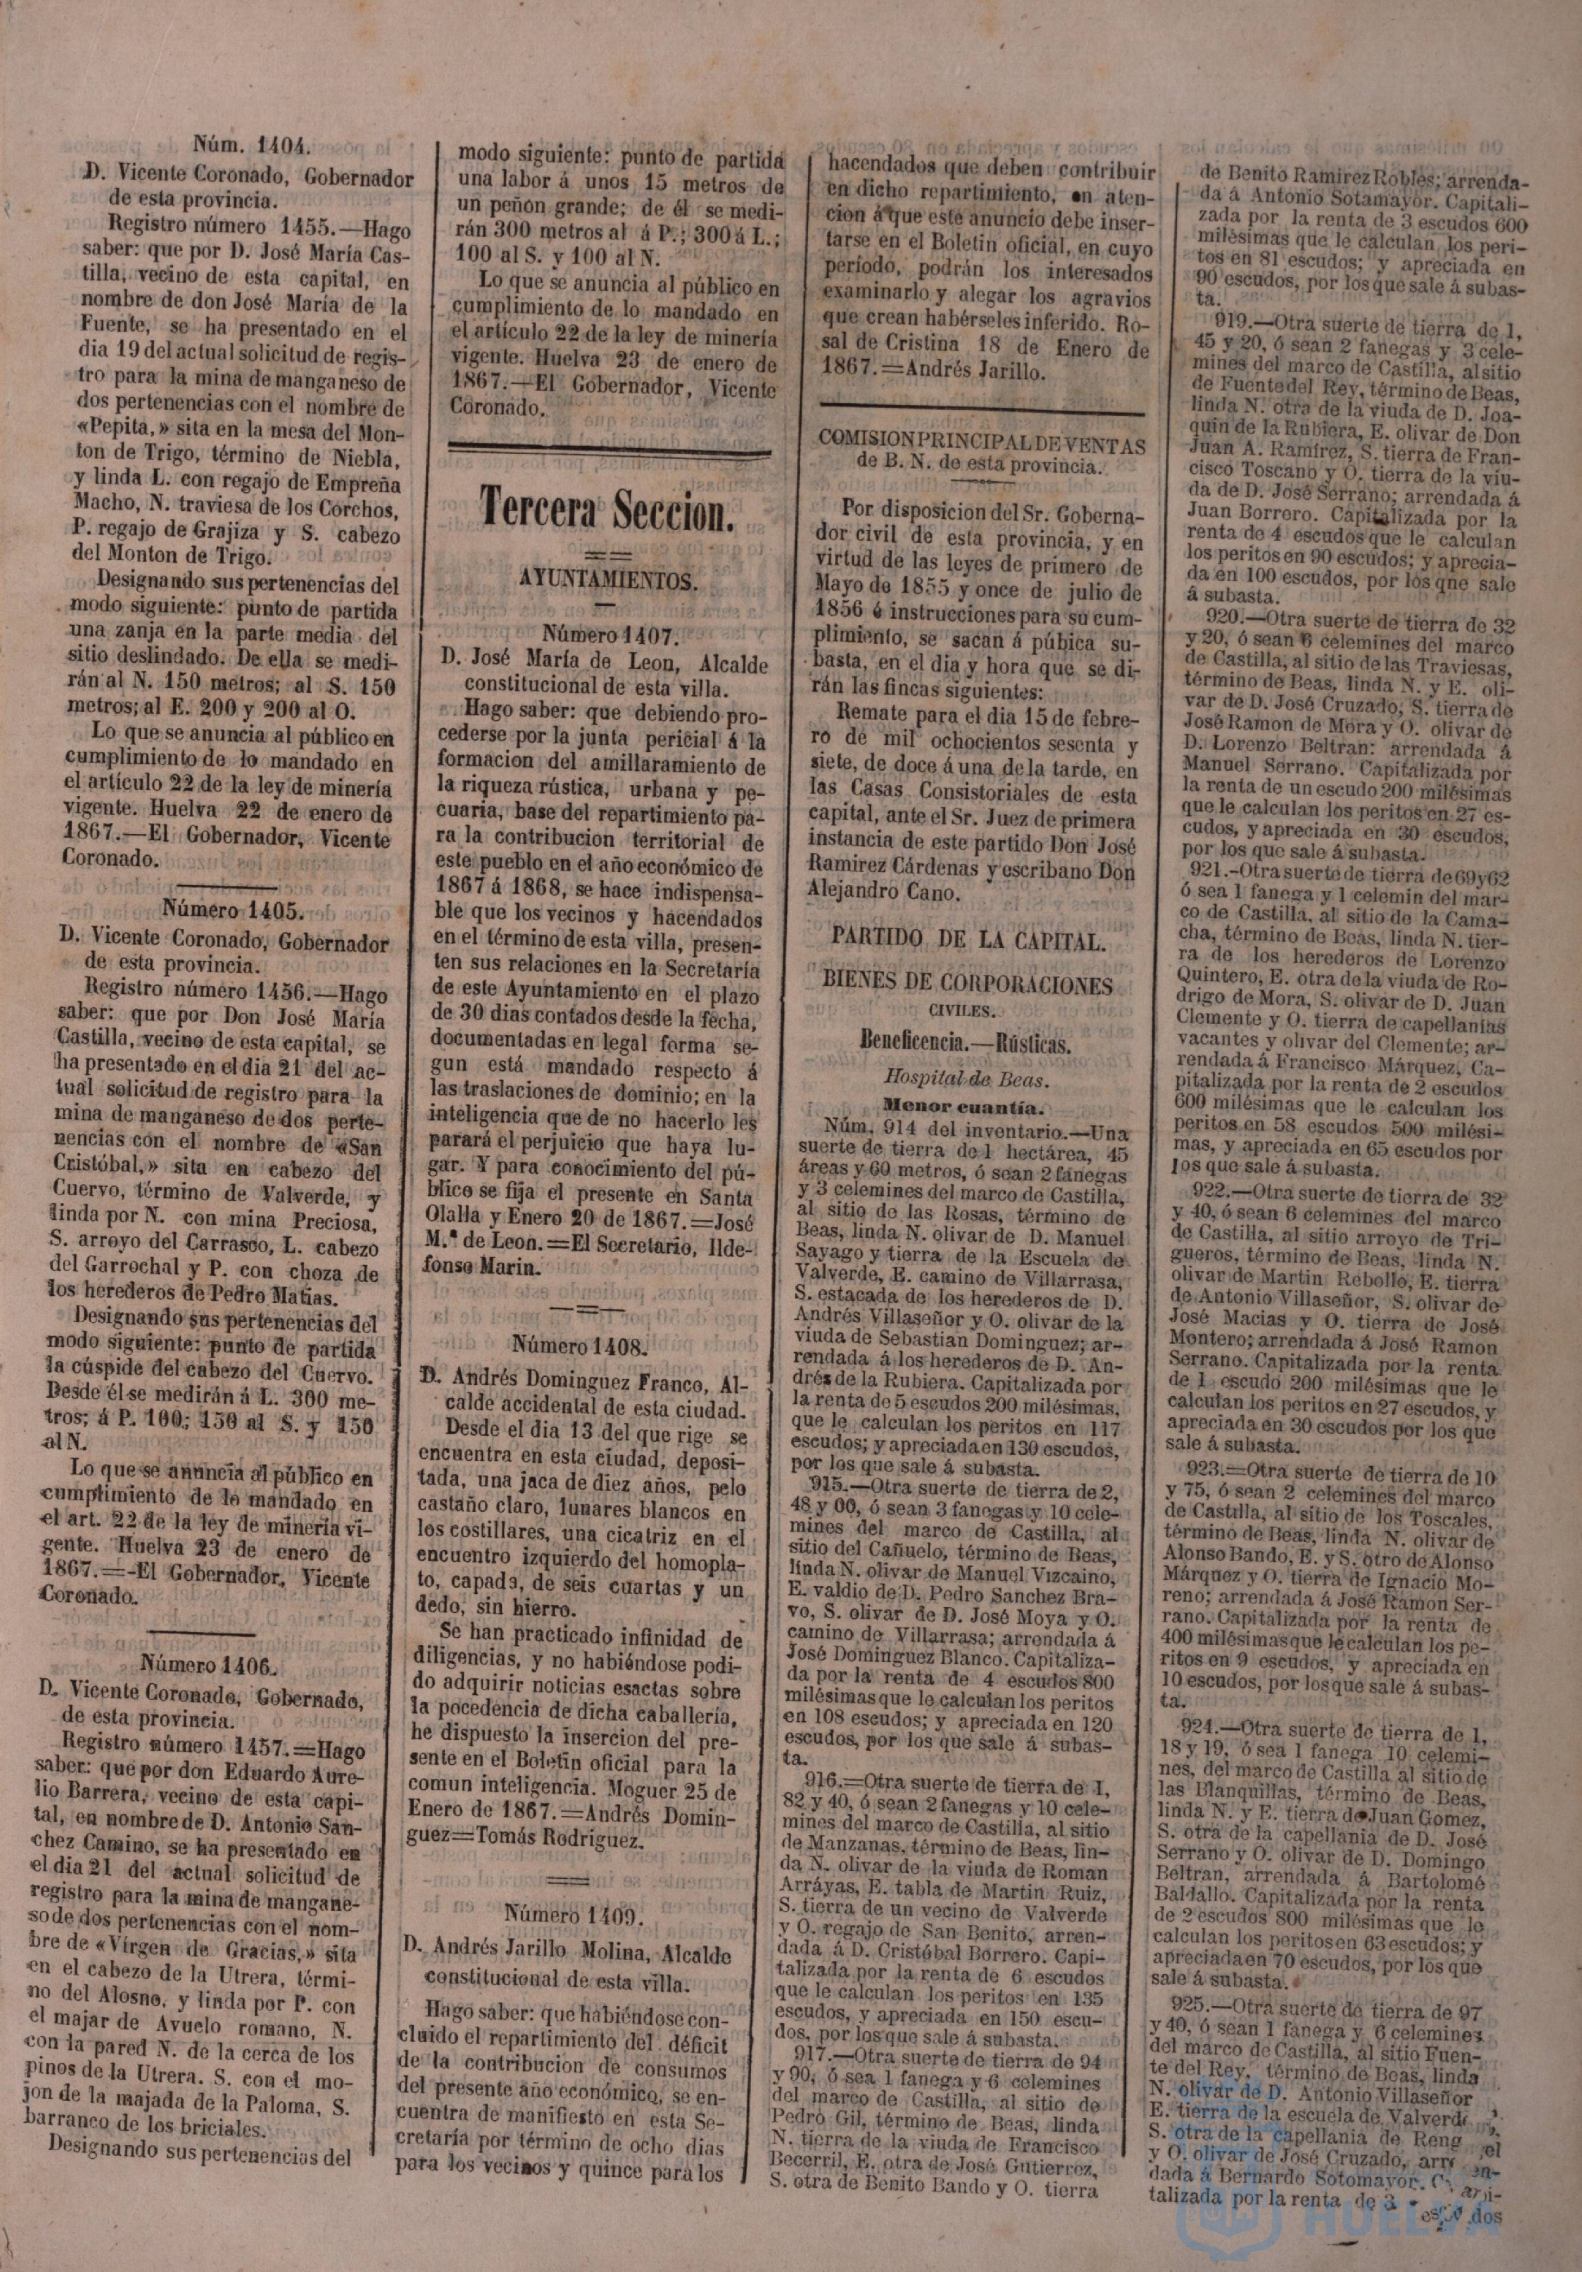 Núm. 1404.
D. Vicente Coronado, Gobernador
de esta provincia.
Registro número 1455.—Hago
saber: que por D. José María Cas-
tilla, vecino de esta capital, en
nombre de don José María de la
Fuente, se ha presentado en el
dia 19 del actual solicitud de regis-
tro para la mina de manganeso de
dos pertenencias con el nombre de
«Pepita,» sita en la mesa del Mon-
ton de Trigo, término de Niebla,
y linda L. con regajo de Empreña
Macho, N. traviesa de los Corchos,
P. regajo de Grajiza y S. cabezo
del Monton de Trigo.
Designando sus pertenencias del
modo siguiente: punto de partida
una zanja en la parte media del
sitio deslindado. De ella se medi-
rán al N. 150 metros; al S. 150
metros; al E. 200 y 200 al O.
Lo que se anuncia al público en
cumplimiento de lo mandado en
el artículo 22 de la ley de minería
vigente. Huelva 22 de enero de
1867.—El Gobernador, Vicente
Coronado.
Número 1405.
D. Vicente Coronado, Gobernador
de esta provincia.
Registro número 1456.—Hago
saber: que por Don José María
Castilla, vecino de esta capital, se
ha presentado en el dia 21 del ac-
tual solicitud de registro para la
mina de manganeso de dos perte-
nencias con el nombre de «San
Cristóbal,» sita en cabezo del
Cuervo, término de Valverde, y
linda por N. con mina Preciosa,
S. arroyo del Carrasco, L. cabezo
del Garrochal y P. con choza de
los herederos de Pedro Matias.
Designando sus pertenencias del
modo siguiente: punto de partida
la cúspide del cabezo del Cuervo.
Desde él se medirán á L. 300 me-
tros; á P. 100; 150 al S. y 150
al N.
Lo que se anuncia al público en
cumplimiento de lo mandado en
el art. 22 de la ley de mineria vi-
gente. Huelva 23 de enero de
1867.=-El Gobernador, Vicente
Coronado.
Número 1406.
D. Vicente Coronado, Gobernado,
de esta provincia.
Registro número 1457.=Hago
saber: que por don Eduardo Aure-
lio Barrera, vecino de esta capi-
tal, en nombre de D. Antonio San-
chez Camino, se ha presentado en
el dia 21 del actual solicitud de
registro para la mina de mangane-
so de dos pertenencias con el nom-
bre de «Virgen de Gracias,» sita
en el cabezo de la Utrera, térmi-
no del Alosno, y linda por P. con
el majar de Avuelo romano, N.
con la pared N. de la cerca de los
pinos de la Utrera. S. con el mo-
jon de la majada de la Paloma, S.
barranco de los briciales.
Designando sus pertenencias del
modo siguiente: punto de partida
una labor á unos 15 metros de
un peñon grande; de él se medi-
rán 300 metros al á P.; 300 á L.;
100 al S. y 100 al N.
Lo que se anuncia al público en
cumplimiento de lo mandado en
el artículo 22 de la ley de minería
vigente. Huelva 23 de enero de
1867.—El Gobernador, Vicente
Coronado.
Tercera Seccion.
AYUNTAMIENTOS.
Número 1407.
D. José María de Leon, Alcalde
constitucional de esta villa.
Hago saber: que debiendo pro-
cederse por la junta pericial á la
formacion del amillaramiento de
la riqueza rústica, urbana y pe-
cuaria, base del repartimiento pa-
ra la contribucion territorial de
este pueblo en el año económico de
1867 á 1868, se hace indispensa-
ble que los vecinos y hacendados
en el término de esta villa, presen-
ten sus relaciones en la Secretaría
de este Ayuntamiento en el plazo
de 30 dias contados desde la fecha,
documentadas en legal forma se-
gun está mandado respecto á
las traslaciones de dominio; en la
inteligencia que de no hacerlo les
parará el perjuicio que haya lu-
gar. Y para conocimiento del pú-
blico se fija el presente en Santa
Olalla y Enero 20 de 1867.=José
M.ª de Leon.=El Secretario, Ilde-
fonso Marin.
Número 1408.
D. Andrés Dominguez Franco, Al-
calde accidental de esta ciudad.
Desde el dia 13 del que rige se
encuentra en esta ciudad, deposi-
tada, una jaca de diez años, pelo
castaño claro, lunares blancos en
los costillares, una cicatriz en el
encuentro izquierdo del homopla-
to, capada, de seis cuartas y un
dedo, sin hierro.
Se han practicado infinidad de
diligencias, y no habiéndose podi-
do adquirir noticias esactas sobre
la pocedencia de dicha caballería,
he dispuesto la insercion del pre-
sente en el Boletin oficial para la
comun inteligencia. Moguer 25 de
Enero de 1867.=Andrés Domin-
guez=Tomás Rodriguez.
Número 1409.
D. Andrés Jarillo Molina, Alcalde
constitucional de esta villa.
Hago saber: que habiéndose con-
cluido el repartimiento del déficit
de la contribucion de consumos
del presente año económico, se en-
cuentra de manifiesto en esta Se-
cretaría por término de ocho dias
para los vecinos y quince para los
hacendados que deben contribuir
en dicho repartimiento, en aten-
cion á que este anuncio debe inser-
tarse en el Boletin oficial, en cuyo
período, podrán los interesados
examinarlo y alegar los agravios
que crean habérseles inferido. Ro-
sal de Cristina 18 de Enero de
1867.=Andrés Jarillo.
COMISION PRINCIPAL DE VENTAS
de B. N. de esta provincia.
Por disposicion del Sr. Goberna-
dor civil de esta provincia, y en
virtud de las leyes de primero de
Mayo de 1855 y once de julio de
1856 é instrucciones para su cum-
plimiento, se sacan á púbica su-
basta, en el dia y hora que se di-
rán las fincas siguientes:
Remate para el dia 15 de febre-
ro de mil ochocientos sesenta y
siete, de doce á una de la tarde, en
las Casas Consistoriales de esta
capital, ante el Sr. Juez de primera
instancia de este partido Don José
Ramirez Cárdenas y escribano Don
Alejandro Cano.
PARTIDO DE LA CAPITAL.
BIENES DE CORPORACIONES
CIVILES.
Beneficencia.—Rústicas.
Hospital de Beas.
Menor cuantía.
Núm. 914 del inventario.—Una
suerte de tierra de 1 hectárea, 45
áreas y 60 metros, ó sean 2 fanegas
y 3 celemines del marco de Castilla,
al sitio de las Rosas, término de
Beas, linda N. olivar de D. Manuel
Sayago y tierra de la Escuela de
Valverde, E. camino de Villarrasa,
S. estacada de los herederos de D.
Andrés Villaseñor y O. olivar de la
viuda de Sebastian Dominguez; ar-
rendada á los herederos de D. An-
drés de la Rubiera. Capitalizada por
la renta de 5 escudos 200 milésimas,
que le calculan los peritos en 117
escudos; y apreciada en 130 escudos,
por los que sale á subasta.
915.—Otra suerte de tierra de 2,
48 y 00, ó sean 3 fanegas y 10 cele-
mines del marco de Castilla, al
sitio del Cañuelo, término de Beas,
linda N. olivar de Manuel Vizcaino,
E. valdio de D. Pedro Sanchez Bra-
vo, S. olivar de D. José Moya y O.
camino de Villarrasa; arrendada á
José Dominguez Blanco. Capitaliza-
da por la renta de 4 escudos 800
milésimas que le calculan los peritos
en 108 escudos; y apreciada en 120
escudos, por los que sale á subas-
ta.
916.=Otra suerte de tierra de 1,
82 y 40, ó sean 2 fanegas y 10 cele-
mines del marco de Castilla, al sitio
de Manzanas, término de Beas, lin-
da N. olivar de la viuda de Roman
Arráyas, E. tabla de Martin Ruiz,
S. tierra de un vecino de Valverde
y O. regajo de San Benito, arren-
dada á D. Cristóbal Borrero. Capi-
talizada por la renta de 6 escudos
que le calculan los peritos en 135
escudos, y apreciada en 150 escu-
dos, por los que sale á subasta.
917.—Otra suerte de tierra de 94
y 90, ó sea 1 fanega y 6 celemines
del marco de Castilla, al sitio de
Pedro Gil, término de Beas, linda
N. tierra de la viuda de Francisco
Becerril, E. otra de José Gutierrez,
S. otra de Benito Bando y O. tierra
de Benito Ramirez Robles; arrenda-
da á Antonio Sotamayor. Capitali-
zada por la renta de 3 escudos 600
milésimas que le calculan los peri-
tos en 81 escudos; y apreciada en
90 escudos, por los que sale á subas-
ta.
919.—Otra suerte de tierra de 1,
45 y 20, ó sean 2 fanegas y 3 cele-
mines del marco de Castilla, al sitio
de Fuente del Rey, término de Beas,
linda N. otra de la viuda de D. Joa-
quin de la Rubiera, E. olivar de Don
Juan A. Ramírez, S. tierra de Fran-
cisco Toscano y O. tierra de la viu-
da de D. José Serrano; arrendada á
Juan Borrero. Capitalizada por la
renta de 4 escudos que le calculan
los peritos en 90 escudos; y aprecia-
da en 100 escudos, por los que sale
á subasta.
920.—Otra suerte de tierra de 32
y 20, ó sean 6 celemines del marco
de Castilla, al sitio de las Traviesas,
término de Beas, linda N. y E. oli-
var de D. José Cruzado, S. tierra de
José Ramon de Mora y O. olivar de
D. Lorenzo Beltran: arrendada á
Manuel Serrano. Capitalizada por
la renta de un escudo 200 milésimas
que le calculan los peritos en 27 es-
cudos, y apreciada en 30 escudos,
por los que sale á subasta.
921.-Otra suerte de tierra de 69 y 62
ó sea 1 fanega y 1 celemin del mar-
co de Castilla, al sitio de la Cama-
cha, término de Beas, linda N. tier-
ra de los herederos de Lorenzo
Quintero, E. otra de la viuda de Ro-
drigo de Mora, S. olivar de D. Juan
Clemente y O. tierra de capellanías
vacantes y olivar del Clemente; ar-
rendada á Francisco Márquez, Ca-
pitalizada por la renta de 2 escudos
600 milésimas que le calculan los
peritos en 58 escudos 500 milési-
mas, y apreciada en 65 escudos por
los que sale á subasta.
922.—Otra suerte de tierra de 32
y 40, ó sean 6 celemines del marco
de Castilla, al sitio arroyo de Tri-
gueros, término de Beas, linda N.
olivar de Martin Rebollo, E. tierra
de Antonio Villaseñor, S. olivar de
José Macias y O. tierra de José
Montero; arrendada á José Ramon
Serrano. Capitalizada por la renta
de 1 escudo 200 milésimas que le
calculan los peritos en 27 escudos, y
apreciada en 30 escudos por los que
sale á subasta.
923.=Otra suerte de tierra de 10
y 75, ó sean 2 celemines del marco
de Castilla, al sitio de los Toscales,
término de Beas, linda N. olivar de
Alonso Bando, E. y S. otro de Alonso
Márquez y O. tierra de Ignacio Mo-
reno; arrendada á José Ramon Ser-
rano. Capitalizada por la renta de
400 milésimas que le calculan los pe-
ritos en 9 escudos, y apreciada en
10 escudos, por los que sale á subas-
ta.
924.—Otra suerte de tierra de 1,
18 y 19, ó sea 1 fanega 10 celemi-
nes, del marco de Castilla al sitio de
las Blanquillas, término de Beas,
linda N. y E. tierra de Juan Gomez,
S. otra de la capellania de D. José
Serrano y O. olivar de D. Domingo
Beltran, arrendada á Bartolomé
Baldallo. Capitalizada por la renta
de 2 escudos 800 milésimas que le
calculan los peritos en 63 escudos; y
apreciada en 70 escudos, por los que
sale á subasta.
925.—Otra suerte de tierra de 97
y 40, ó sean 1 fanega y 6 celemines
del marco de Castilla, al sitio Fuen-
te del Rey, término de Beas, linda
N. olivar de D. Antonio Villaseñor
E. tierra de la escuela de Valverde
S. otra de la capellania de
y O. olivar de José Cruzado,
dada á Bernardo Sotomayor.
talizada por la renta de 3
escudos
HUELVA